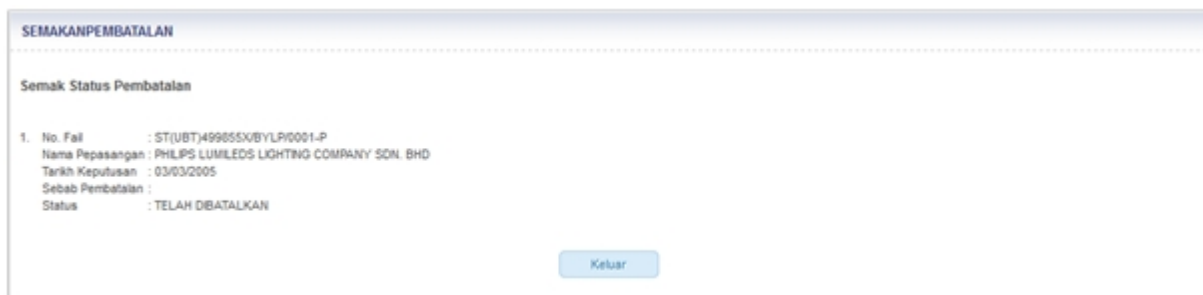 SEMAKANPEMBATALAN
Semak Status Pembatalan
1. No. Fail : ST(UBT)499855X/BYLP/0001-P
Nama Pepasangan : PHILIPS LUMILEDS LIGHTING COMPANY SDN. BHD
Tarikh Keputusan : 03/03/2005
Sebab Pembatalan :
Status : TELAH DIBATALKAN
Keluar